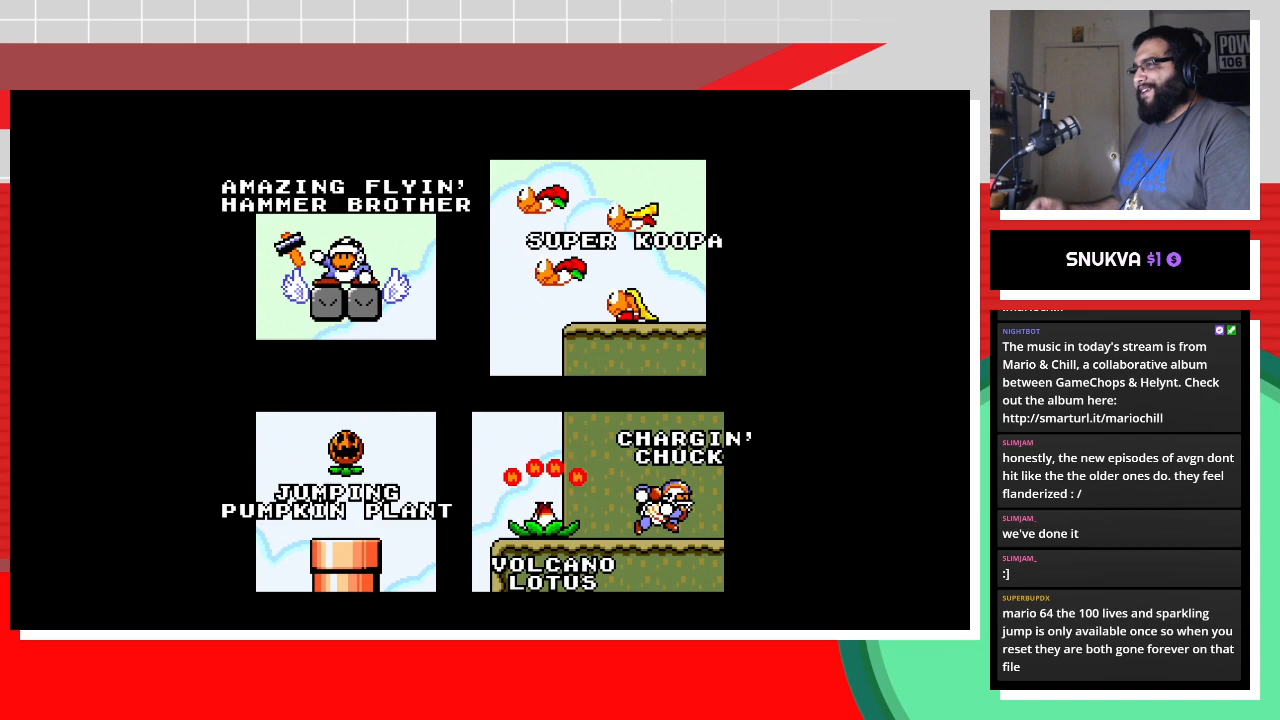 AMAZING FLYIN'
HAMMER BROTHER
SUPER KOOPA
JUMPING
PUMPKIN PLANT
CHARGIN'
CHUCK
VOLCANO
LOTUS
POW
106
SNUKVA $1
NIGHTBOT
The music in today's stream is from
Mario & Chill, a collaborative album
between GameChops & Helynt. Check
out the album here:
http://smarturl.it/mariochill
SLIMJAM
honestly, the new episodes of avgn dont
hit like the the older ones do. they feel
flanderized : /
SLIMJAM_
we've done it
SLIMJAM_
:]
SUPERBUPDX
mario 64 the 100 lives and sparkling
jump is only available once so when you
reset they are both gone forever on that
file